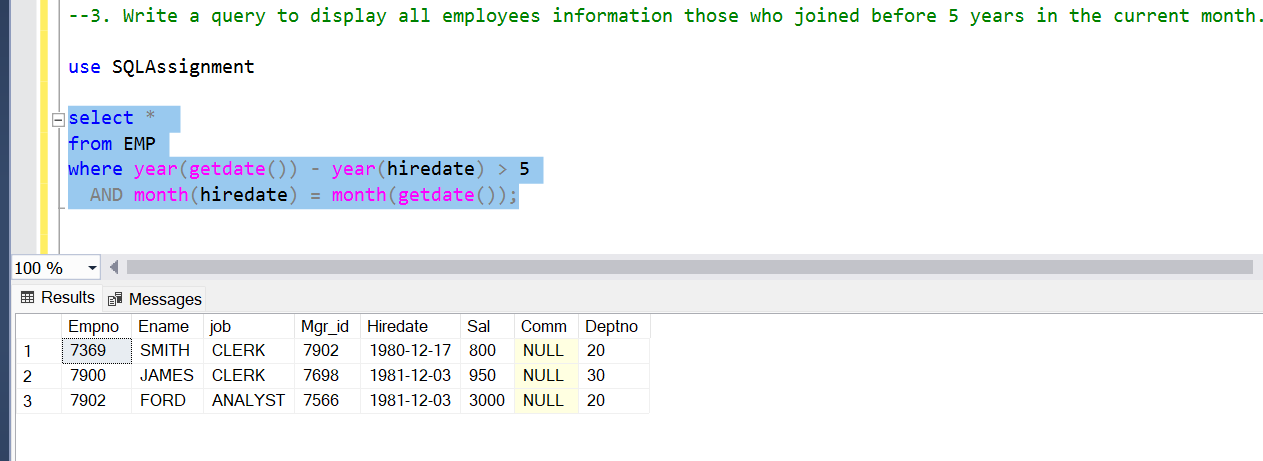 --3. Write a query to display all employees information those who joined before 5 years in the current month.
use SQLAssignment
select *
from EMP
where year(getdate()) - year(hiredate) > 5
AND month(hiredate) = month(getdate());
100 %
Results Messages
Empno Ename job Mgr_id Hiredate Sal Comm Deptno
1 7369 SMITH CLERK 7902 1980-12-17 800 NULL 20
2 7900 JAMES CLERK 7698 1981-12-03 950 NULL 30
3 7902 FORD ANALYST 7566 1981-12-03 3000 NULL 20